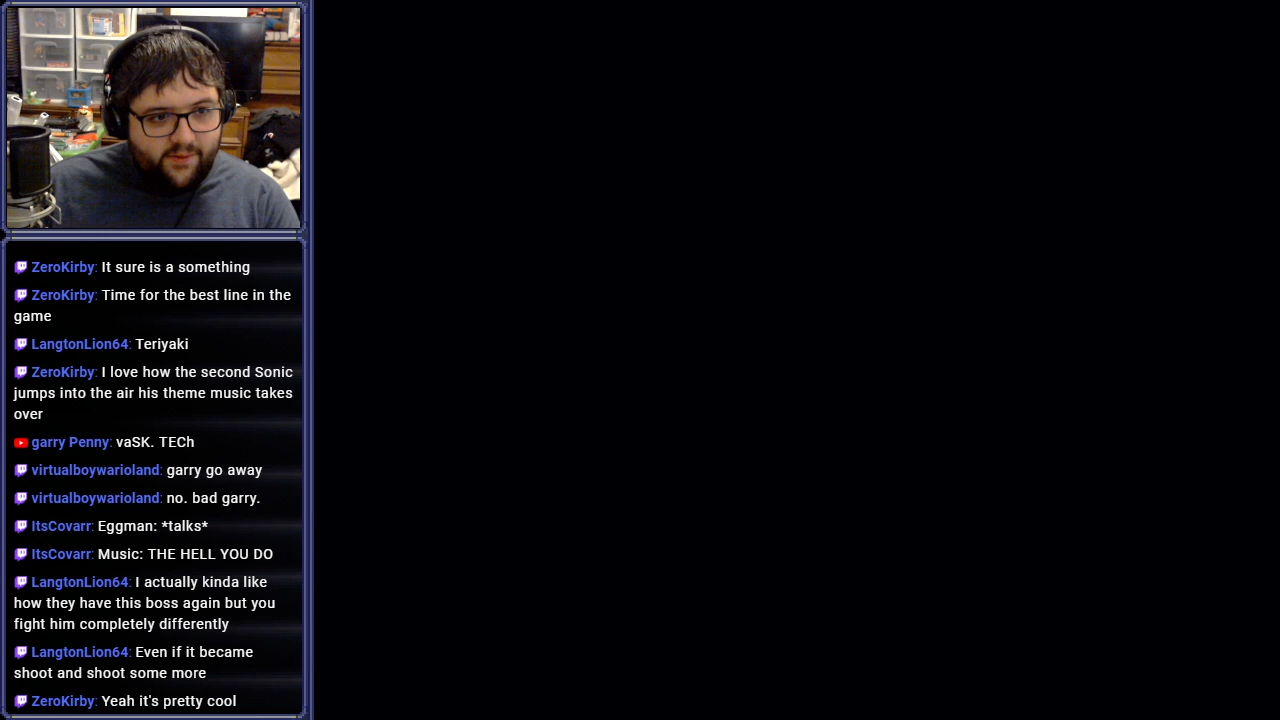 ZeroKirby: It sure is a something
ZeroKirby: Time for the best line in the
game
LangtonLion64: Teriyaki
ZeroKirby: I love how the second Sonic
jumps into the air his theme music takes
over
garry Penny: vaSK. TECh
virtualboywarioland: garry go away
virtualboywarioland: no. bad garry.
ItsCovarr: Eggman: *talks*
ItsCovarr: Music: THE HELL YOU DO
LangtonLion64: I actually kinda like
how they have this boss again but you
fight him completely differently
LangtonLion64: Even if it became
shoot and shoot some more
ZeroKirby: Yeah it's pretty cool